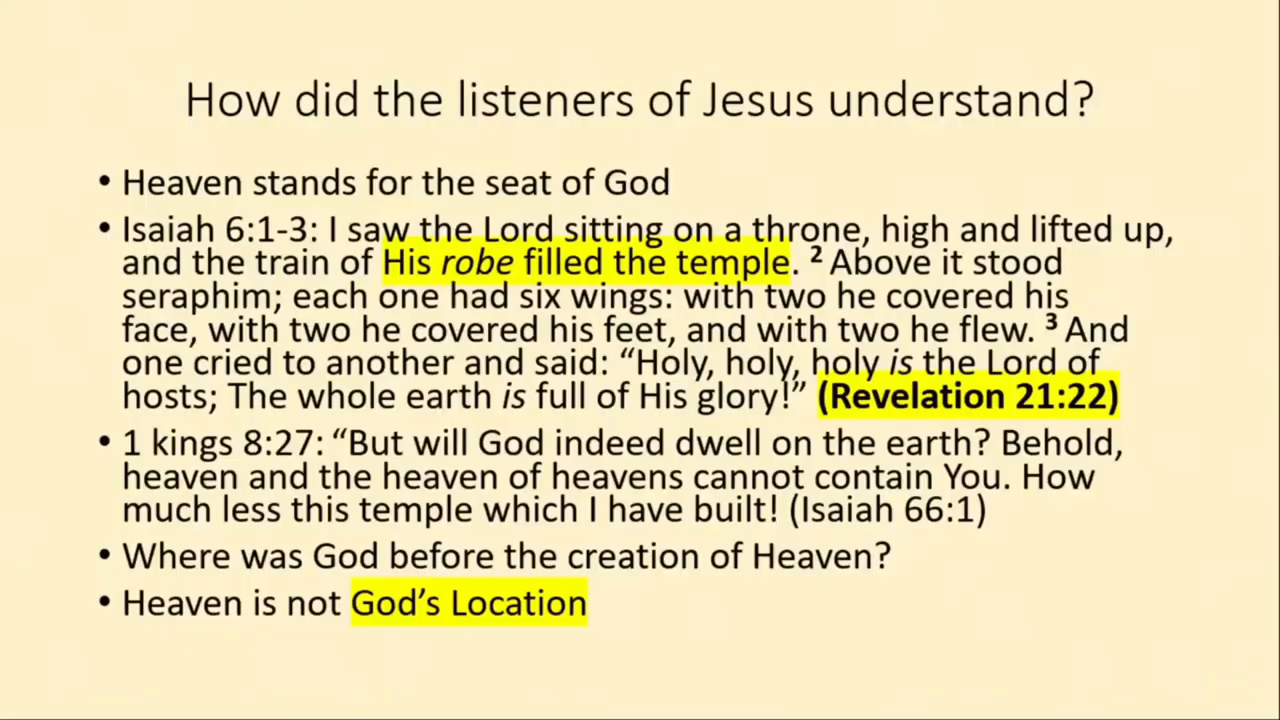 How did the listeners of Jesus understand?
• Heaven stands for the seat of God
• Isaiah 6:1-3: I saw the Lord sitting on a throne, high and lifted up,
and the train of His robe filled the temple. ² Above it stood
seraphim; each one had six wings: with two he covered his
face, with two he covered his feet, and with two he flew. ³ And
one cried to another and said: “Holy, holy, holy is the Lord of
hosts; The whole earth is full of His glory!” (Revelation 21:22)
• 1 kings 8:27: “But will God indeed dwell on the earth? Behold,
heaven and the heaven of heavens cannot contain You. How
much less this temple which I have built! (Isaiah 66:1)
• Where was God before the creation of Heaven?
• Heaven is not God’s Location